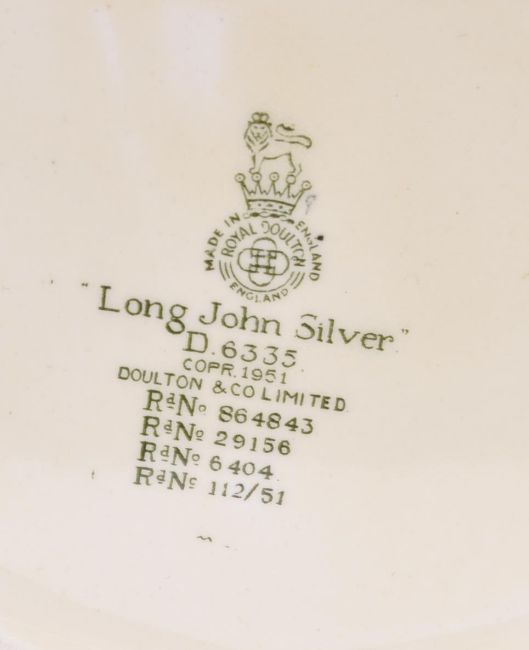 MADE IN ENGLAND
ROYAL DOULTON
ENGLAND
"Long John Silver"
D.6335.
COPR.1951
DOULTON & CO LIMITED
RdNo 864843
RdNo 29156
RdNo 6404
RdNo 112/51